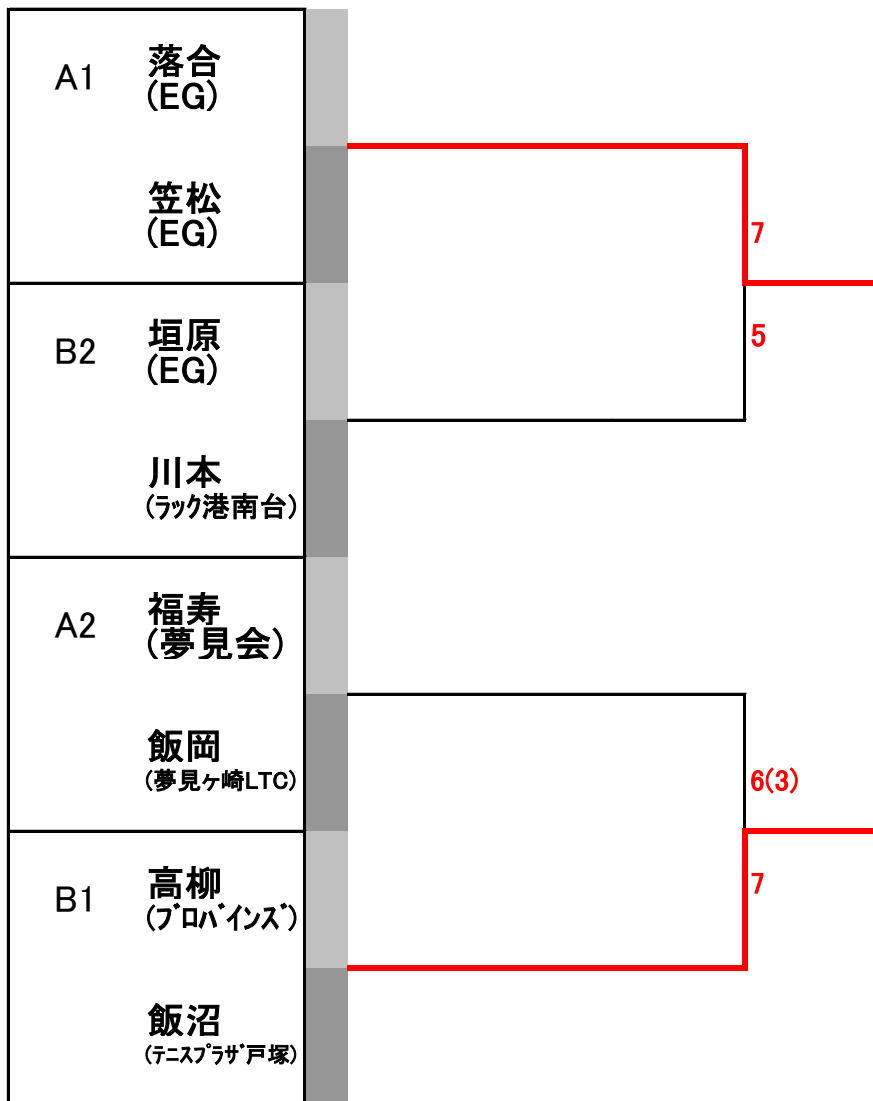 A1 落合
(EG)
笠松
(EG)
7
B2 垣原
(EG)
5
川本
(ﾗｯｸ港南台)
A2 福寿
(夢見会)
飯岡
(夢見ヶ崎LTC)
6(3)
B1 高柳
(ﾌﾟﾛﾊﾞｲﾝｽﾞ)
7
飯沼
(ﾃﾆｽﾌﾟﾗｻﾞ戸塚)